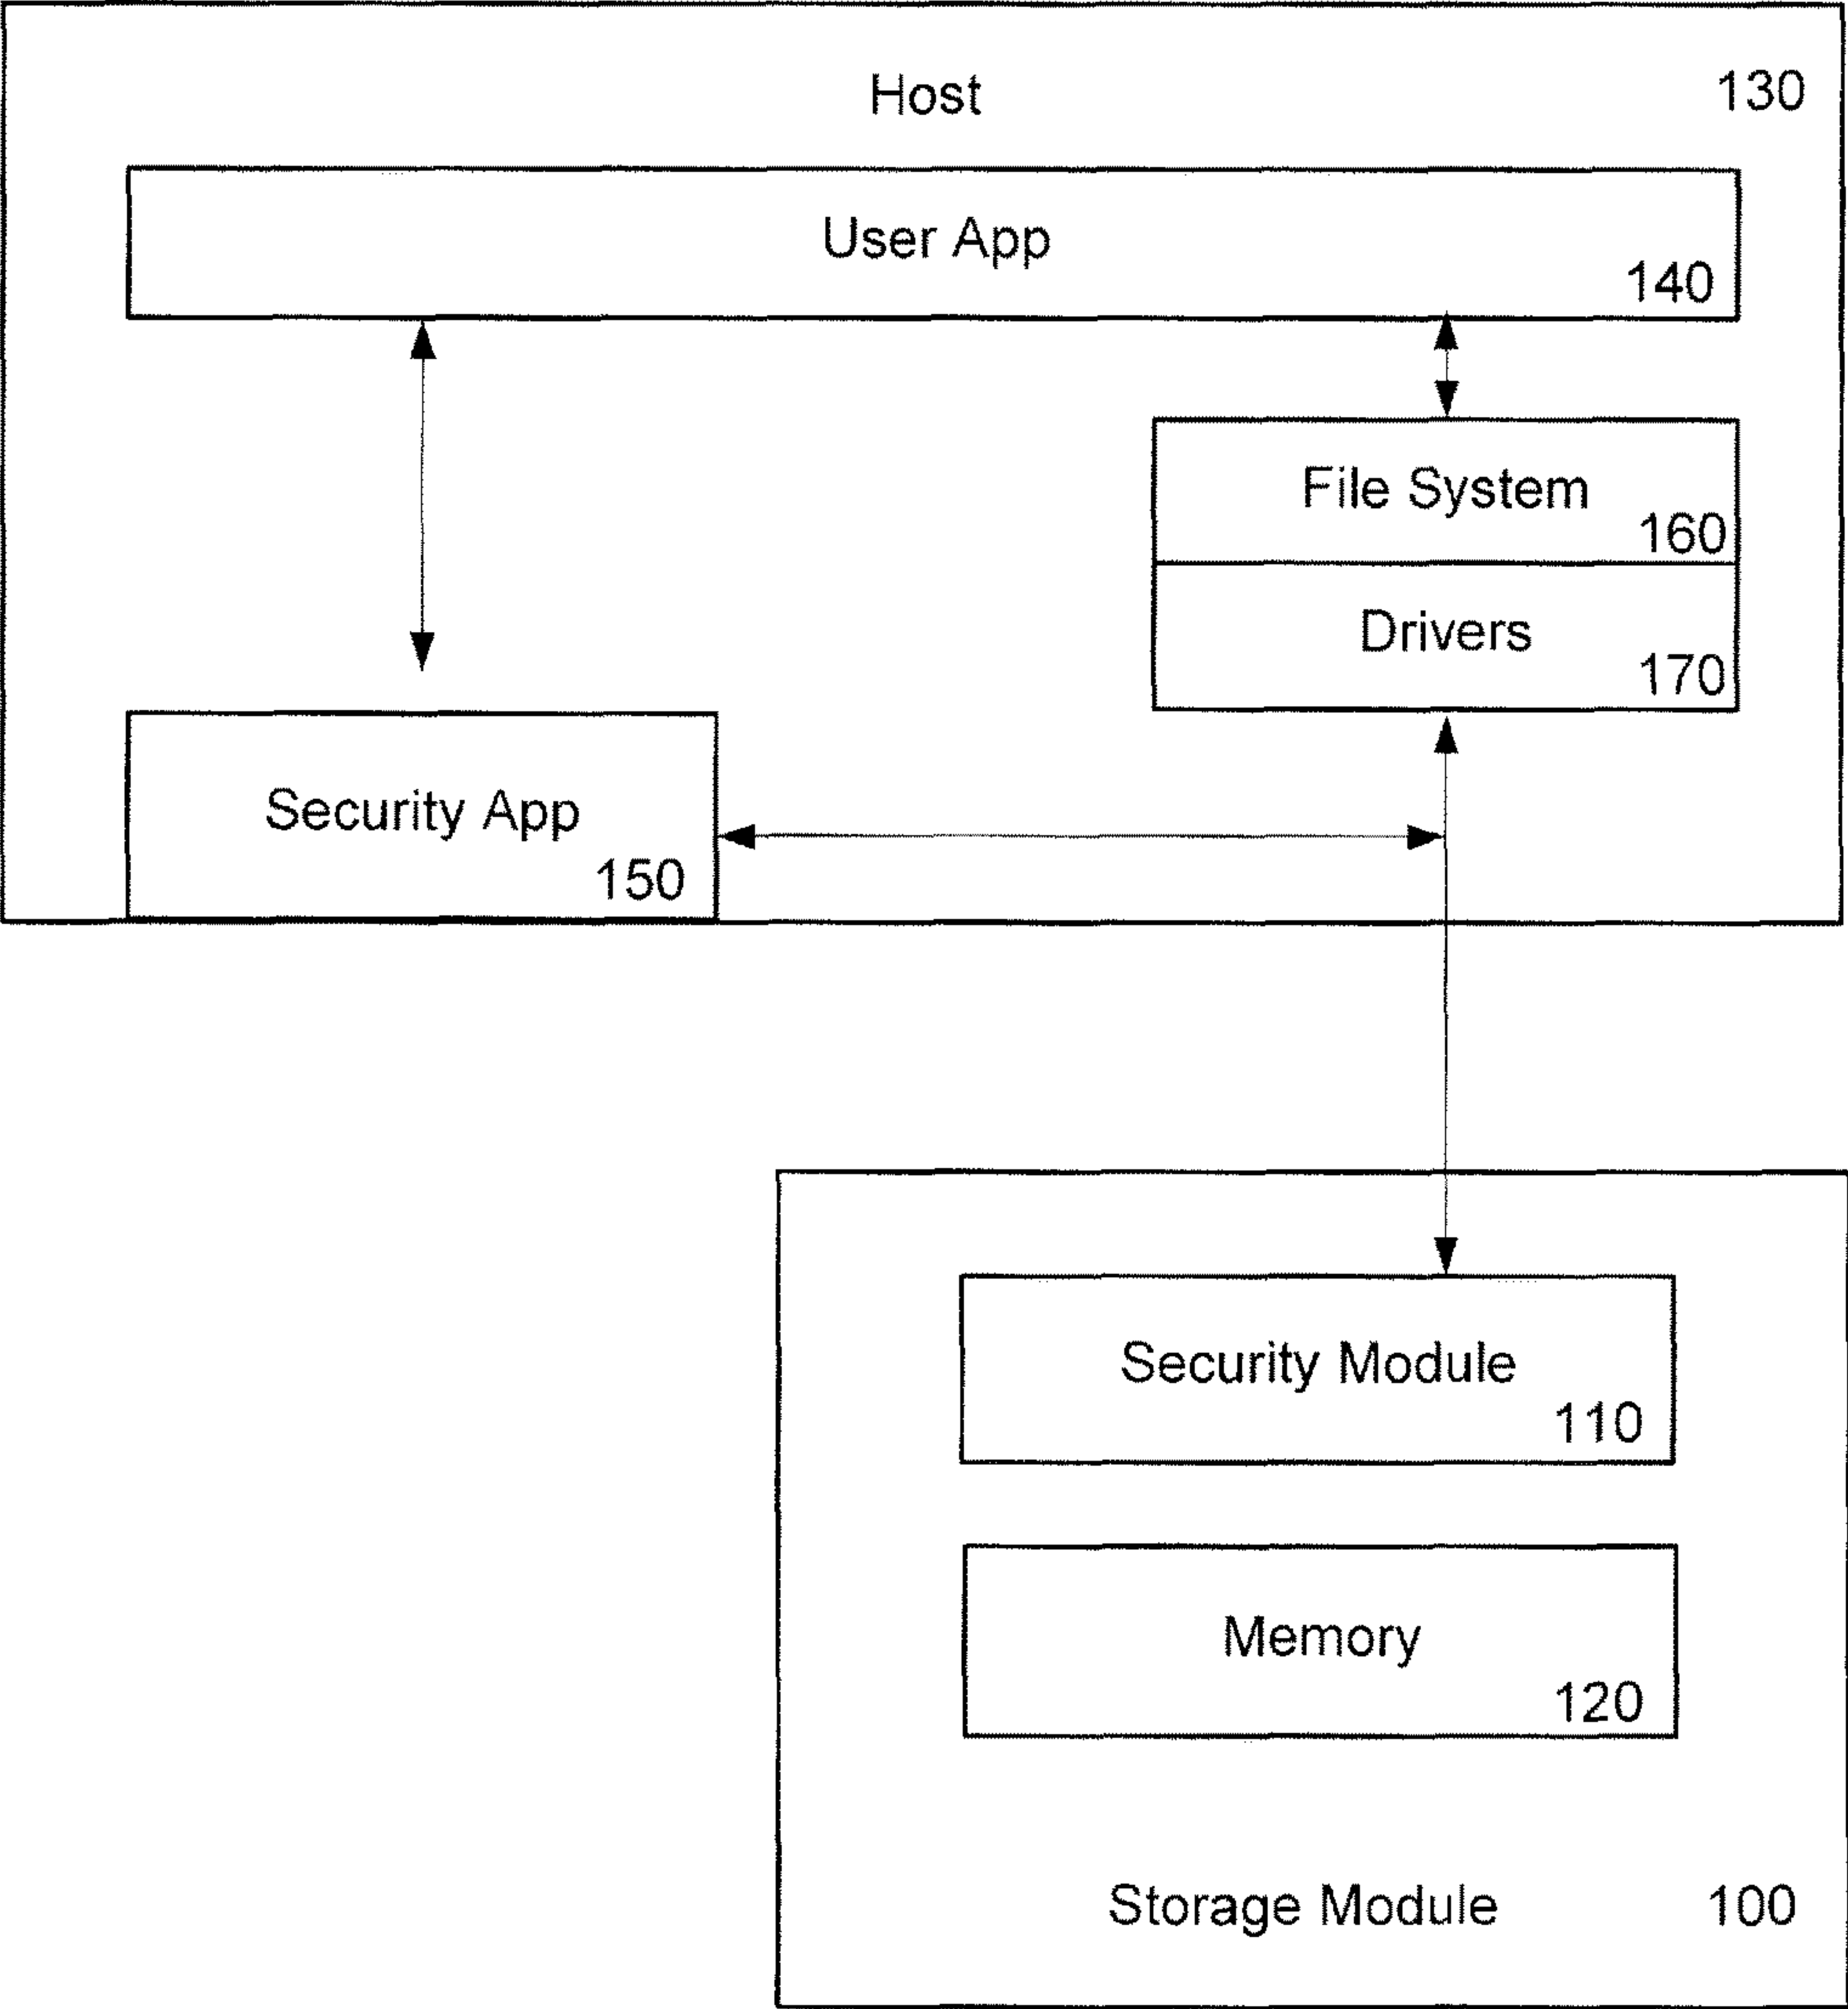 Host
130
User App
140
File System
160
Drivers
170
Security App
150
Security Module
110
Memory
120
Storage Module
100